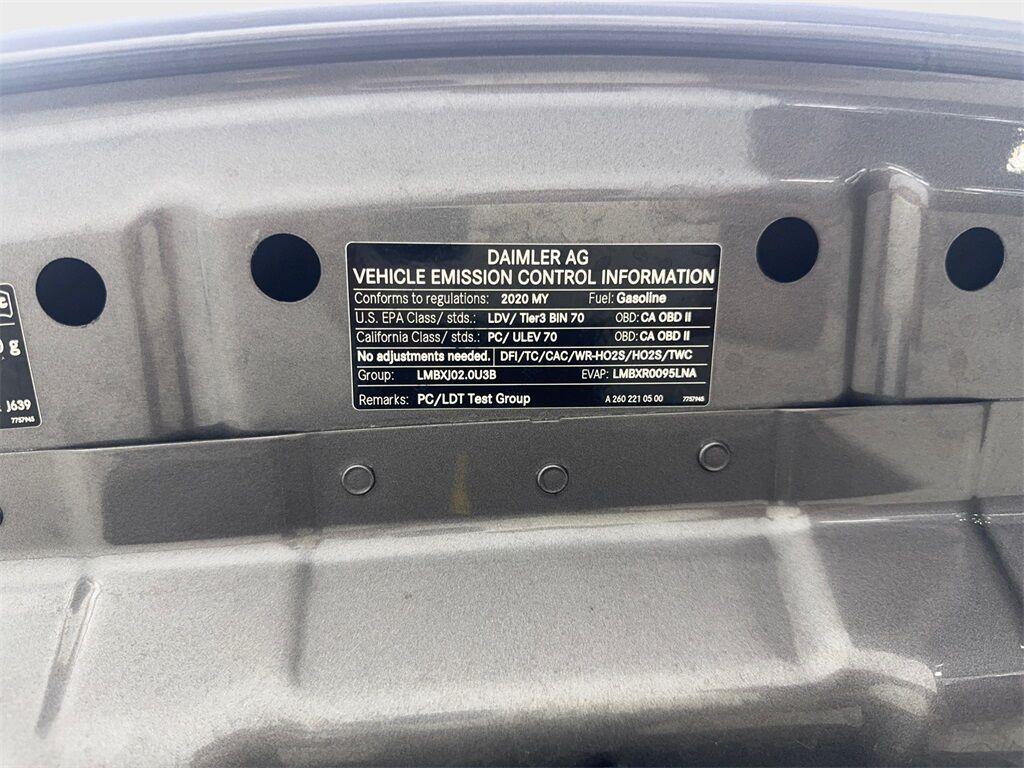 DAIMLER AG
VEHICLE EMISSION CONTROL INFORMATION
Conforms to regulations: 2020 MY Fuel: Gasoline
U.S. EPA Class/ stds.: LDV/ Tier3 BIN 70 OBD: CA OBD II
California Class/ stds.: PC/ ULEV 70 OBD: CA OBD II
No adjustments needed. DFI/TC/CAC/WR-HO2S/HO2S/TWC
Group: LMBXJ02.0U3B EVAP: LMBXR0095LNA
Remarks: PC/LDT Test Group A 260 221 05 00 7757945
g
J639
7757945